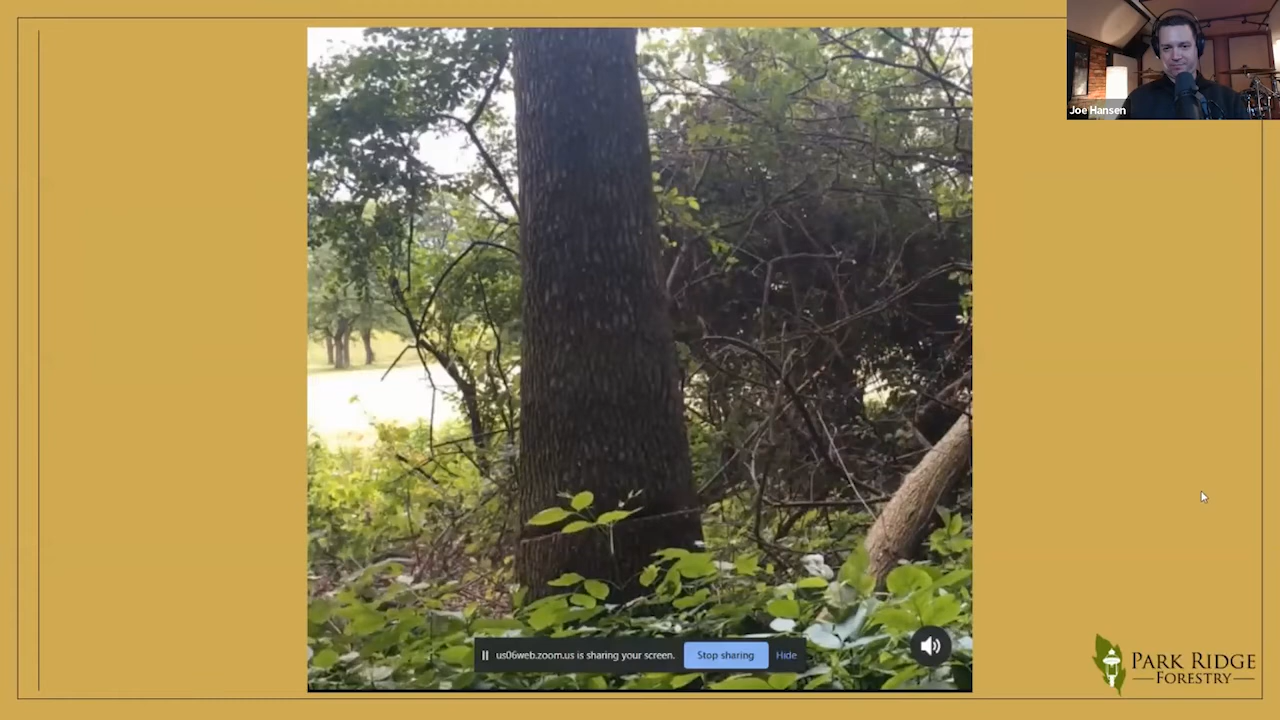 Joe Hansen
us06web.zoom.us is sharing your screen.
Stop sharing
Hide
PARK RIDGE
FORESTRY